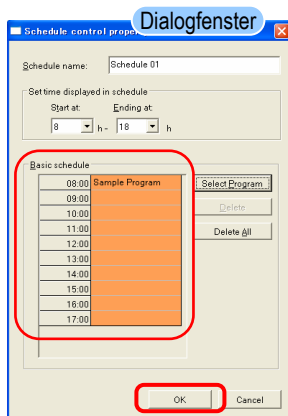 Dialogfenster
Schedule control proper
Schedule name: Schedule 01
Set time displayed in schedule
Start at: Ending at:
8 h - 18 h
Basic schedule
08:00 Sample Program
Select Program
09:00
Delete
10:00
11:00
Delete All
12:00
13:00
14:00
15:00
16:00
17:00
OK Cancel